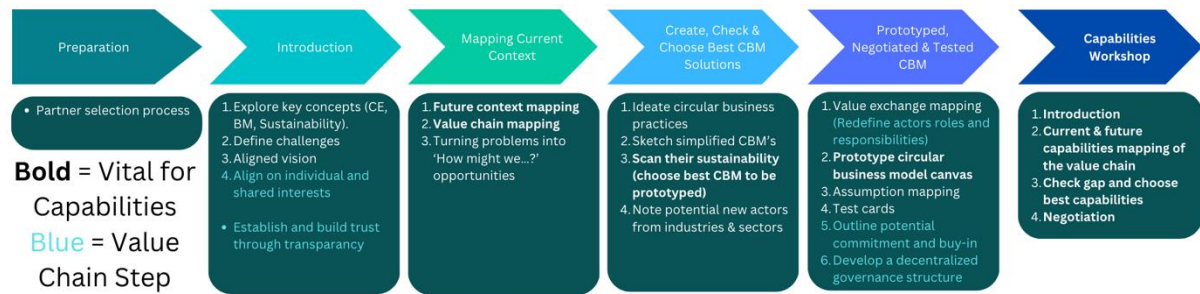 Preparation
Introduction
Mapping Current
Context
Create, Check &
Choose Best CBM
Solutions
Prototyped,
Negotiated & Tested
CBM
Capabilities
Workshop
• Partner selection process
Bold = Vital for
Capabilities
Blue = Value
Chain Step
1. Explore key concepts (CE,
BM, Sustainability).
2. Define challenges
3. Aligned vision
4. Align on individual and
shared interests
• Establish and build trust
through transparancy
1. Future context mapping
2. Value chain mapping
3. Turning problems into
‘How might we...?’
opportunities
1. Ideate circular business
practices
2. Sketch simplified CBM's
3. Scan their sustainability
(choose best CBM to be
prototyped)
4. Note potential new actors
from industries & sectors
1. Value exchange mapping
(Redefine actors roles and
responsibilities)
2. Prototype circular
business model canvas
3. Assumption mapping
4. Test cards
5. Outline potential
commitment and buy-in
6. Develop a decentralized
governance structure
1. Introduction
2. Current & future
capabilities mapping of
the value chain
3. Check gap and choose
best capabilities
4. Negotiation